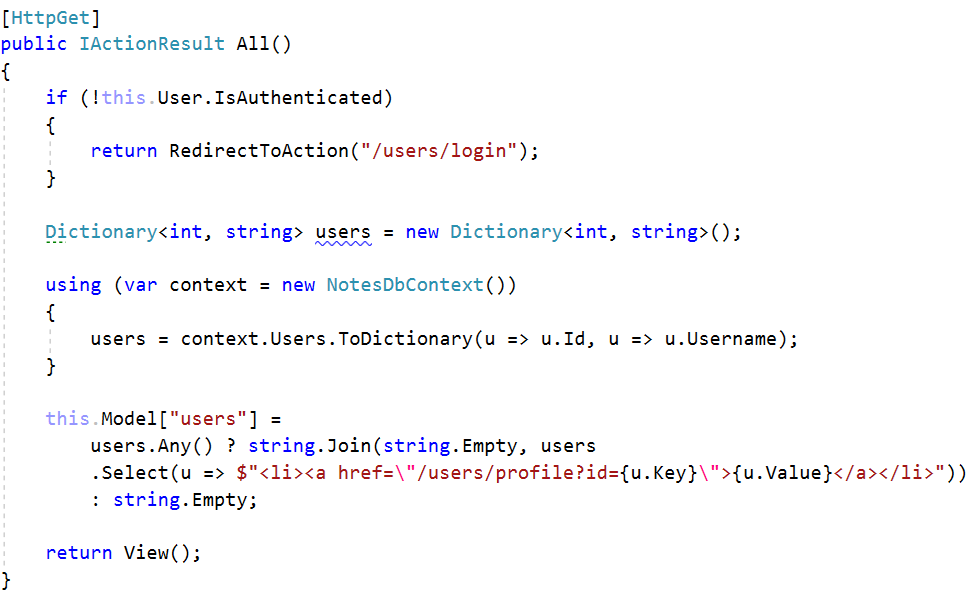 [HttpGet]
public IActionResult All()
{
    if (!this.User.IsAuthenticated)
    {
        return RedirectToAction("/users/login");
    }

    Dictionary<int, string> users = new Dictionary<int, string>();

    using (var context = new NotesDbContext())
    {
        users = context.Users.ToDictionary(u => u.Id, u => u.Username);
    }

    this.Model["users"] =
        users.Any() ? string.Join(string.Empty, users
        .Select(u => $"<li><a href=\"/users/profile?id={u.Key}\">{u.Value}</a></li>"))
        : string.Empty;

    return View();
}